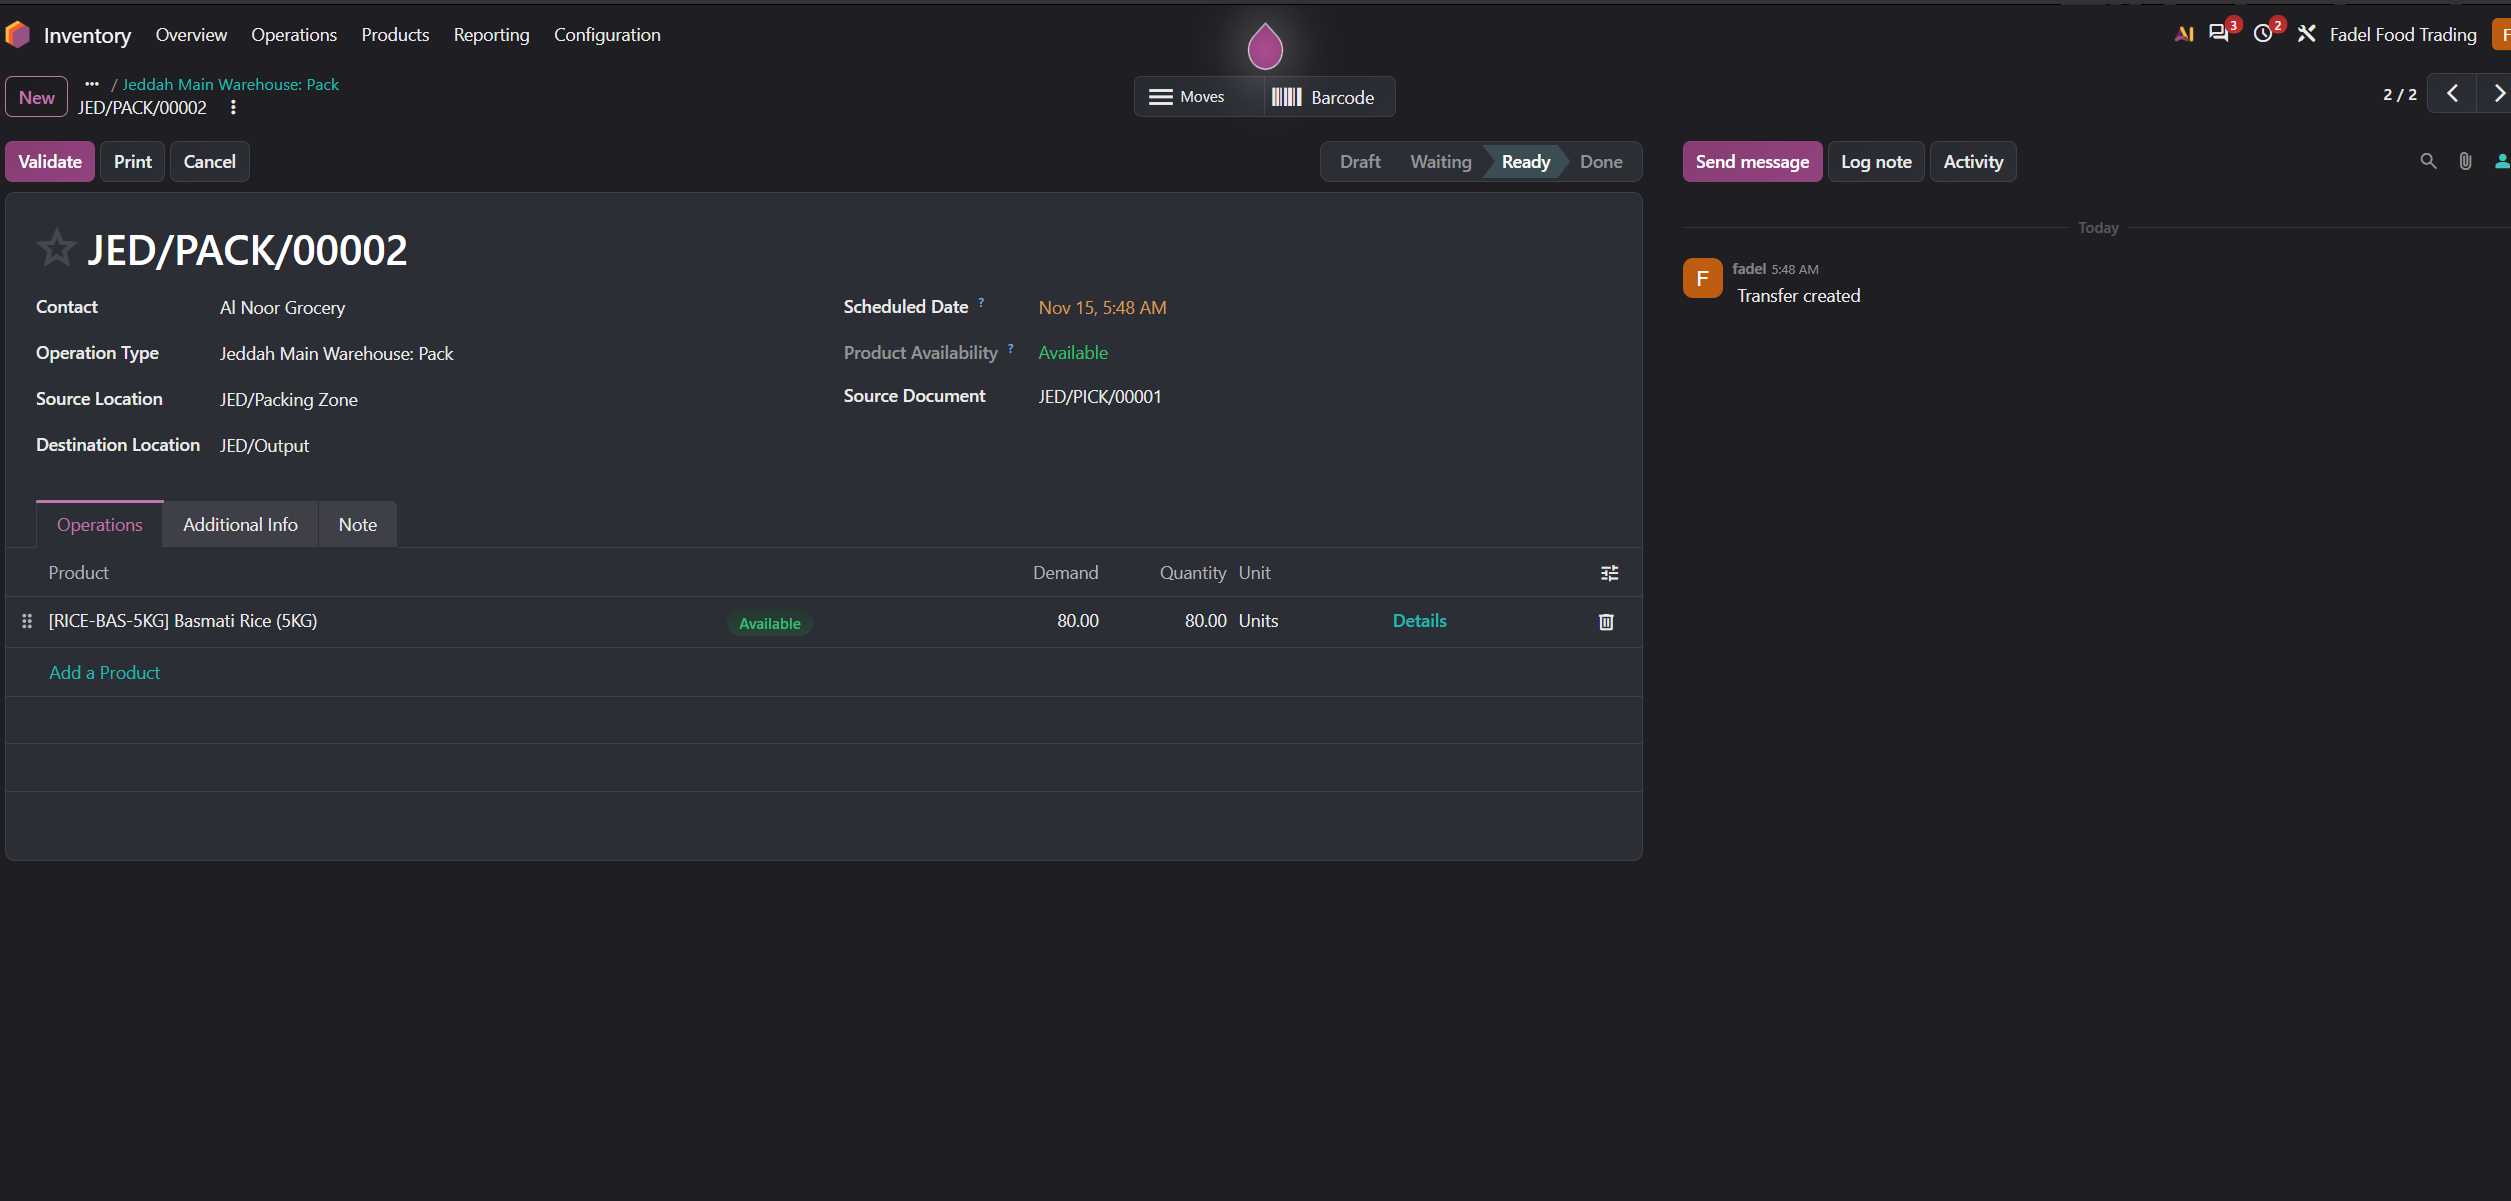 Inventory Overview Operations Products Reporting Configuration 3 2 Fadel Food Trading F
New ... / Jeddah Main Warehouse: Pack
JED/PACK/00002
Moves Barcode
2 / 2
Validate Print Cancel
Draft Waiting Ready Done
Send message Log note Activity
JED/PACK/00002
Contact Al Noor Grocery
Operation Type Jeddah Main Warehouse: Pack
Source Location JED/Packing Zone
Destination Location JED/Output
Scheduled Date ? Nov 15, 5:48 AM
Product Availability ? Available
Source Document JED/PICK/00001
Operations Additional Info Note
Product Demand Quantity Unit
[RICE-BAS-5KG] Basmati Rice (5KG) Available 80.00 80.00 Units Details
Add a Product
Today
F fadel 5:48 AM
Transfer created